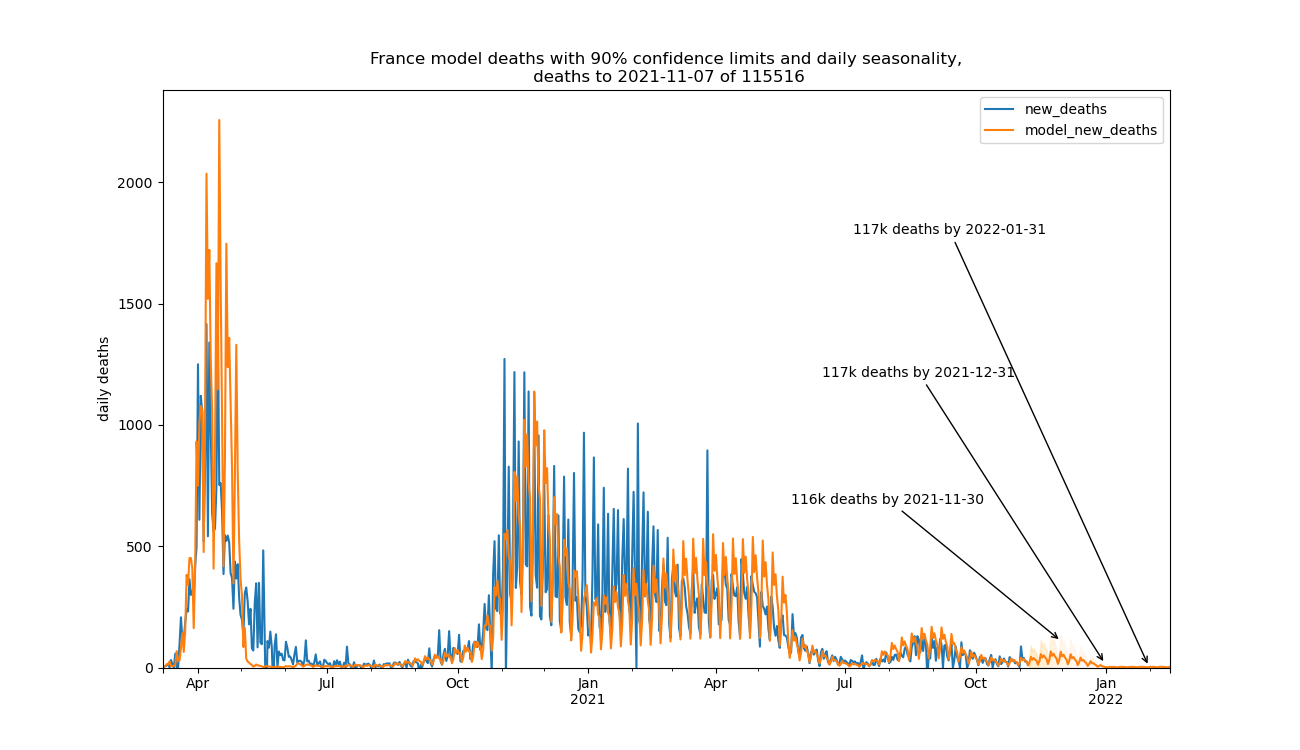 France model deaths with 90% confidence limits and daily seasonality,
deaths to 2021-11-07 of 115516
new_deaths
model_new_deaths
daily deaths
2000
1500
1000
500
0
117k deaths by 2022-01-31
117k deaths by 2021-12-31
116k deaths by 2021-11-30
Apr Jul Oct Jan Apr Jul Oct Jan
2021 2022